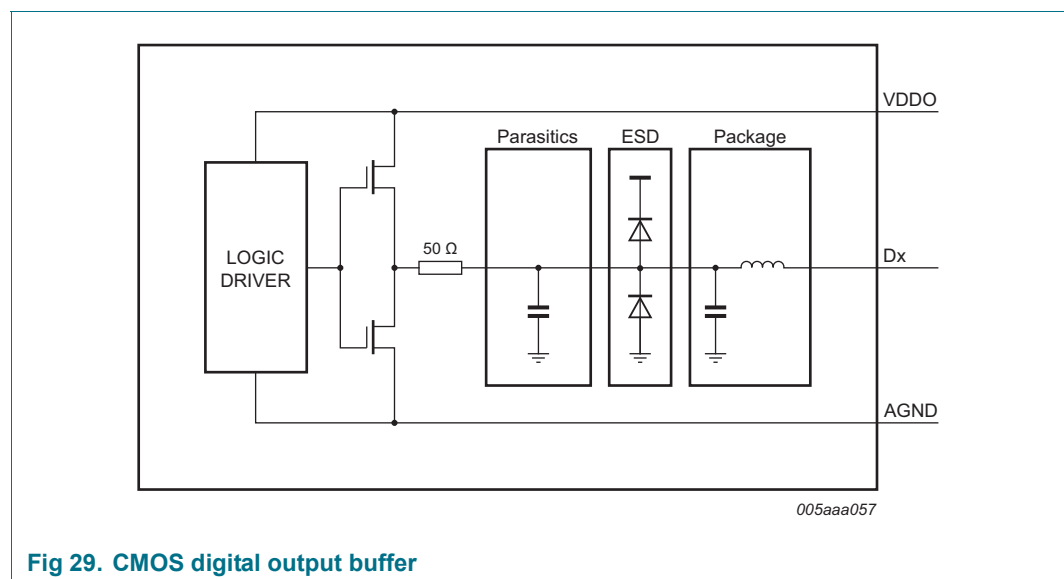 VDDO
Parasitics
ESD
Package
50 Ω
LOGIC
DRIVER
Dx
AGND
005aaa057
Fig 29. CMOS digital output buffer